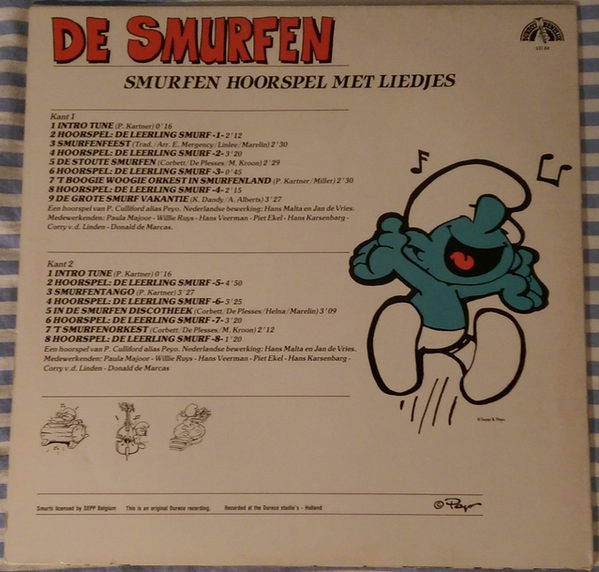 DE SMURFEN
SMURFEN HOORSPEL MET LIEDJES
DURECO BENELUX
Kant 1
1 INTRO TUNE (P. Kartner) 0'16
2 HOORSPEL: DE LEERLING SMURF -1- 2'12
3 SMURFENFEEST (Trad./Arr. E. Mergency/Linlee/Marelin) 2'30
4 HOORSPEL: DE LEERLING SMURF -2- 3'20
5 DE STOUTE SMURFEN (Corbett/De Plesses/M. Kroon) 2'29
6 HOORSPEL: DE LEERLING SMURF -3- 0'45
7 'T BOOGIE WOOGIE ORKEST IN SMURFENLAND (P. Kartner/Miller) 2'30
8 HOORSPEL: DE LEERLING SMURF -4- 2'15
9 DE GROTE SMURF VAKANTIE (K. Dandy/A. Alberts) 3'27
Een hoorspel van P. Culliford alias Peyo. Nederlandse bewerking: Hans Malta en Jan de Vries.
Medewerkenden: Paula Majoor - Willie Ruys - Hans Veerman - Piet Ekel - Hans Karsenbarg -
Corry v.d. Linden - Donald de Marcas.
Kant 2
1 INTRO TUNE (P. Kartner) 0'16
2 HOORSPEL: DE LEERLING SMURF -5- 4'50
3 SMURFENTANGO (P. Kartner) 3'27
4 HOORSPEL: DE LEERLING SMURF -6- 3'25
5 IN DE SMURFEN DISCOTHEEK (Corbett/De Plesses/Helna/Marelin) 3'09
6 HOORSPEL: DE LEERLING SMURF -7- 3'20
7 'T SMURFENORKEST (Corbett/De Plesses/M. Kroon) 2'12
8 HOORSPEL: DE LEERLING SMURF -8- 1'20
Een hoorspel van P. Culliford alias Peyo. Nederlandse bewerking: Hans Malta en Jan de Vries.
Medewerkenden: Paula Majoor - Willie Ruys - Hans Veerman - Piet Ekel - Hans Karsenbarg -
Corry v.d. Linden - Donald de Marcas
Smurfs licensed by SEPP Belgium This is an original Dureco recording. Recorded at the Dureco studio's - Holland
© Peyo